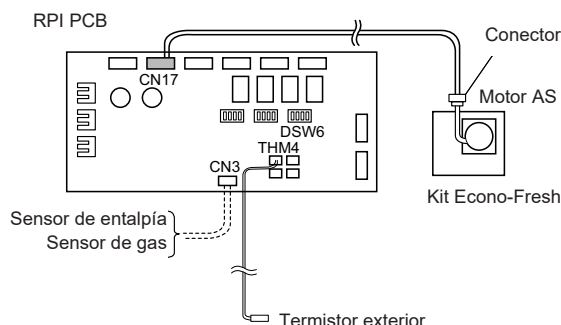 RPI PCB
Conector
CN17
Motor AS
DSW6
THM4
CN3
Kit Econo-Fresh
Sensor de entalpía
Sensor de gas
Termistor exterior